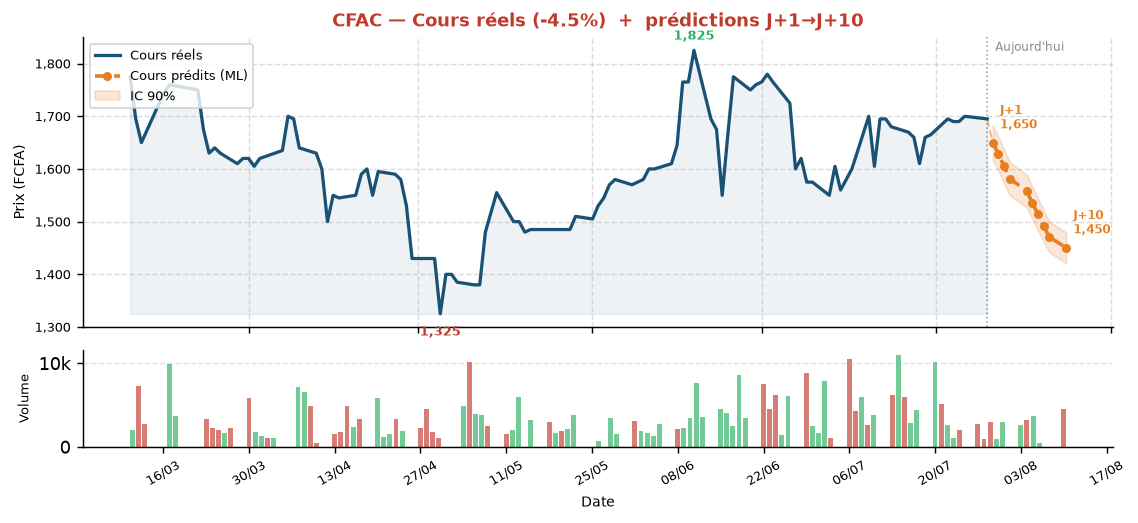 CFAC — Cours réels (-4.5%)  +  prédictions J+1→J+10
1,825
Aujourd'hui
Cours réels
Cours prédits (ML)
IC 90%
1,800
1,700
1,600
1,500
1,400
1,300
Prix (FCFA)
J+1
1,650
J+10
1,450
1,325
10k
0
Volume
16/03
30/03
13/04
27/04
11/05
25/05
08/06
22/06
06/07
20/07
03/08
17/08
Date